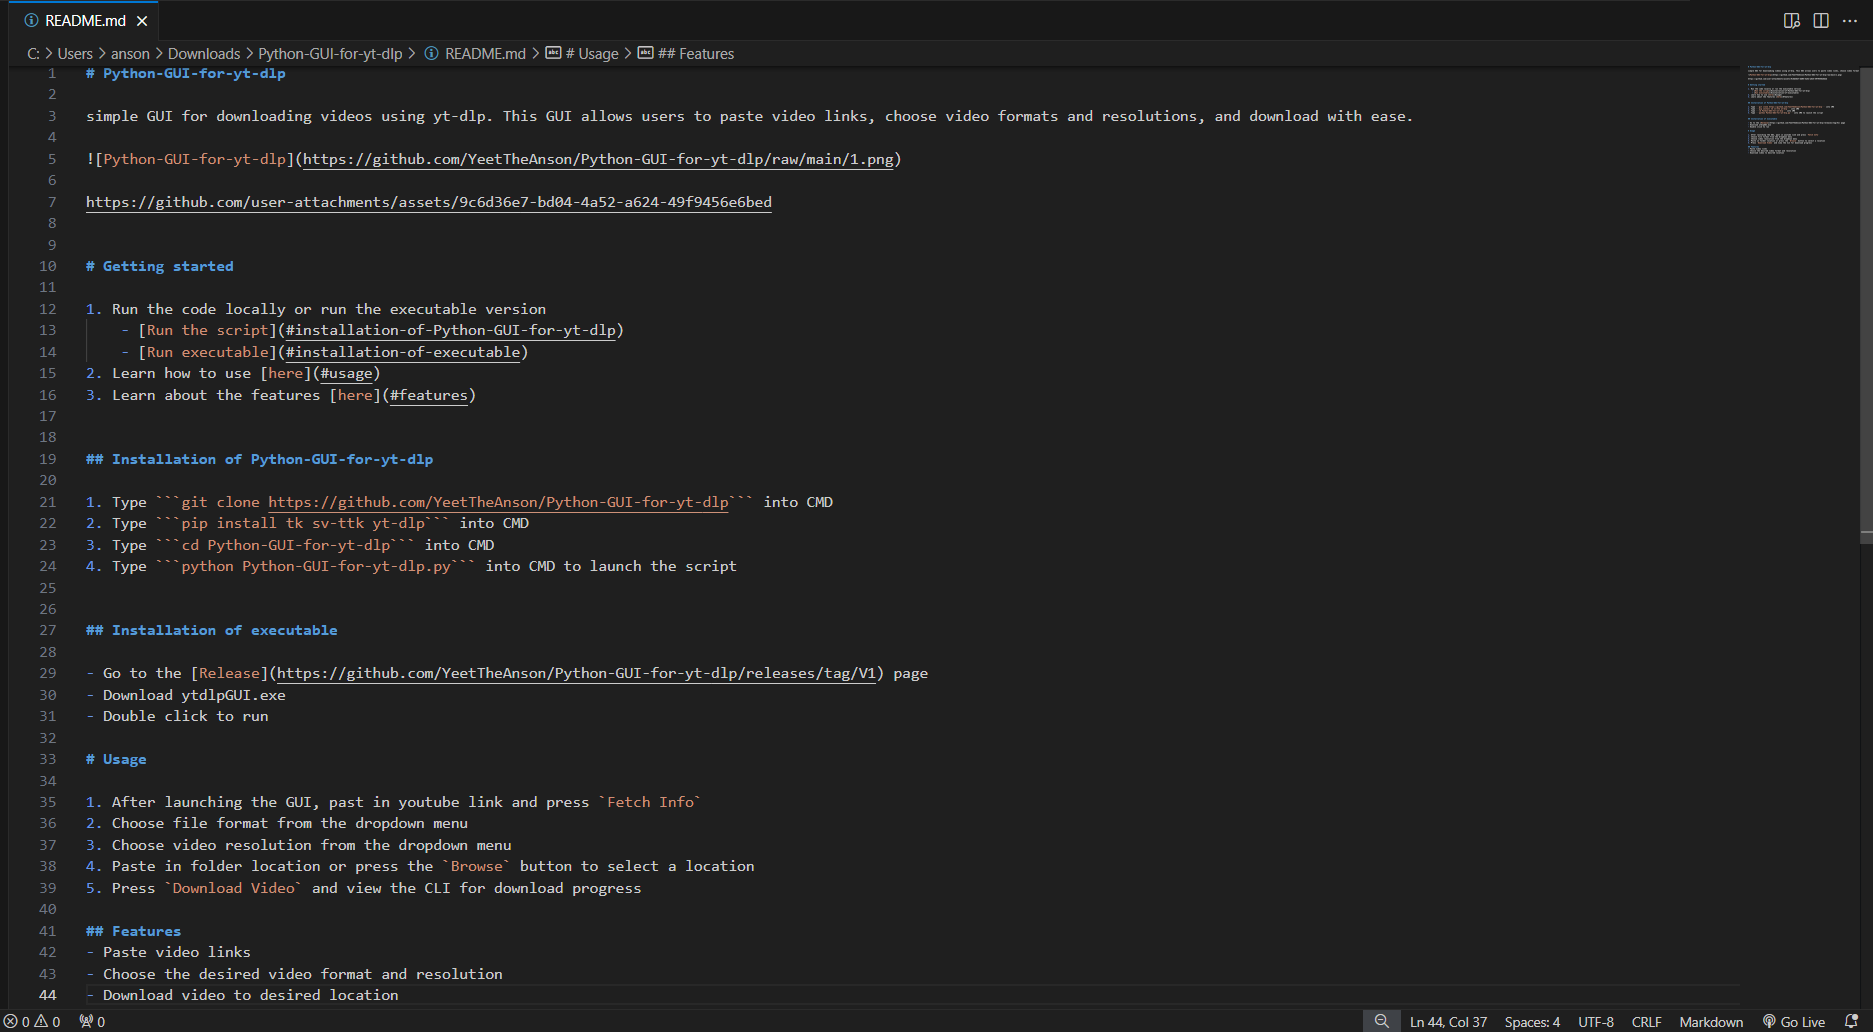 README.md
C: > Users > anson > Downloads > Python-GUI-for-yt-dlp > README.md > # Usage > ## Features
1 # Python-GUI-for-yt-dlp
2
3 simple GUI for downloading videos using yt-dlp. This GUI allows users to paste video links, choose video formats and resolutions, and download with ease.
4
5 ![Python-GUI-for-yt-dlp](https://github.com/YeetTheAnson/Python-GUI-for-yt-dlp/raw/main/1.png)
6
7 https://github.com/user-attachments/assets/9c6d36e7-bd04-4a52-a624-49f9456e6bed
8
9
10 # Getting started
11
12 1. Run the code locally or run the executable version
13     - [Run the script](#installation-of-Python-GUI-for-yt-dlp)
14     - [Run executable](#installation-of-executable)
15 2. Learn how to use [here](#usage)
16 3. Learn about the features [here](#features)
17
18
19 ## Installation of Python-GUI-for-yt-dlp
20
21 1. Type ```git clone https://github.com/YeetTheAnson/Python-GUI-for-yt-dlp``` into CMD
22 2. Type ```pip install tk sv-ttk yt-dlp``` into CMD
23 3. Type ```cd Python-GUI-for-yt-dlp``` into CMD
24 4. Type ```python Python-GUI-for-yt-dlp.py``` into CMD to launch the script
25
26
27 ## Installation of executable
28
29 - Go to the [Release](https://github.com/YeetTheAnson/Python-GUI-for-yt-dlp/releases/tag/V1) page
30 - Download ytdlpGUI.exe
31 - Double click to run
32
33 # Usage
34
35 1. After launching the GUI, past in youtube link and press `Fetch Info`
36 2. Choose file format from the dropdown menu
37 3. Choose video resolution from the dropdown menu
38 4. Paste in folder location or press the `Browse` button to select a location
39 5. Press `Download Video` and view the CLI for download progress
40
41 ## Features
42 - Paste video links
43 - Choose the desired video format and resolution
44 - Download video to desired location
0 0 0 Ln 44, Col 37 Spaces: 4 UTF-8 CRLF Markdown Go Live